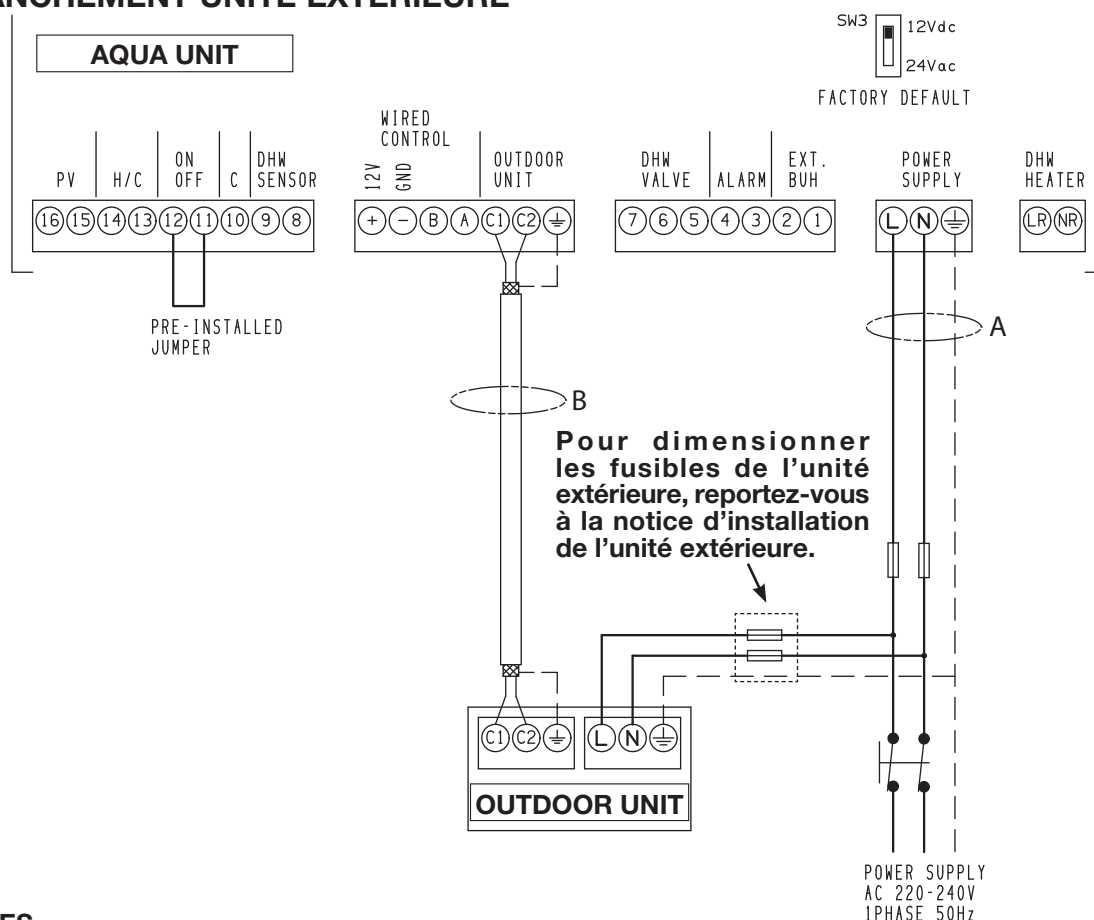 BRANCHEMENT UNITÉ EXTÉRIEURE
AQUA UNIT
SW3
12Vdc
24Vac
FACTORY DEFAULT
PV
H/C
ON
OFF
C
DHW
SENSOR
WIRED
CONTROL
12V
GND
OUTDOOR
UNIT
DHW
VALVE
ALARM
EXT.
BUH
POWER
SUPPLY
DHW
HEATER
16 15 14 13 12 11 10 9 8
+ − B A C1 C2
7 6 5 4 3 2 1
L N
LR NR
PRE-INSTALLED
JUMPER
A
B
Pour dimensionner
les fusibles de l'unité
extérieure, reportez-vous
à la notice d'installation
de l'unité extérieure.
C1 C2
L N
OUTDOOR UNIT
POWER SUPPLY
AC 220-240V
1PHASE 50Hz